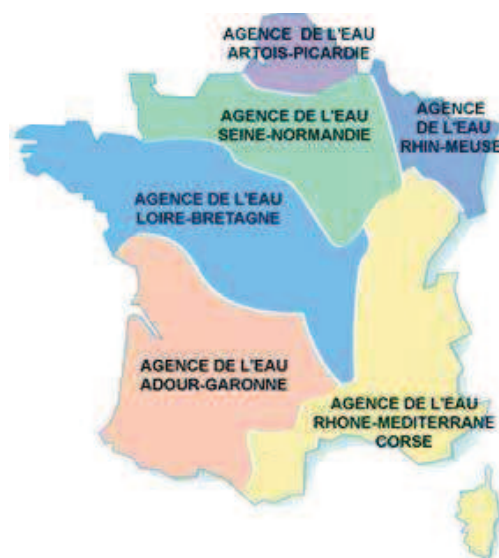 AGENCE DE L'EAU
ARTOIS-PICARDIE
AGENCE DE L'EAU
SEINE-NORMANDIE
AGENCE
DE L'EAU
RHIN-MEUSE
AGENCE DE L'EAU
LOIRE-BRETAGNE
AGENCE DE L'EAU
ADOUR-GARONNE
AGENCE DE L'EAU
RHONE-MEDITERRANE
CORSE